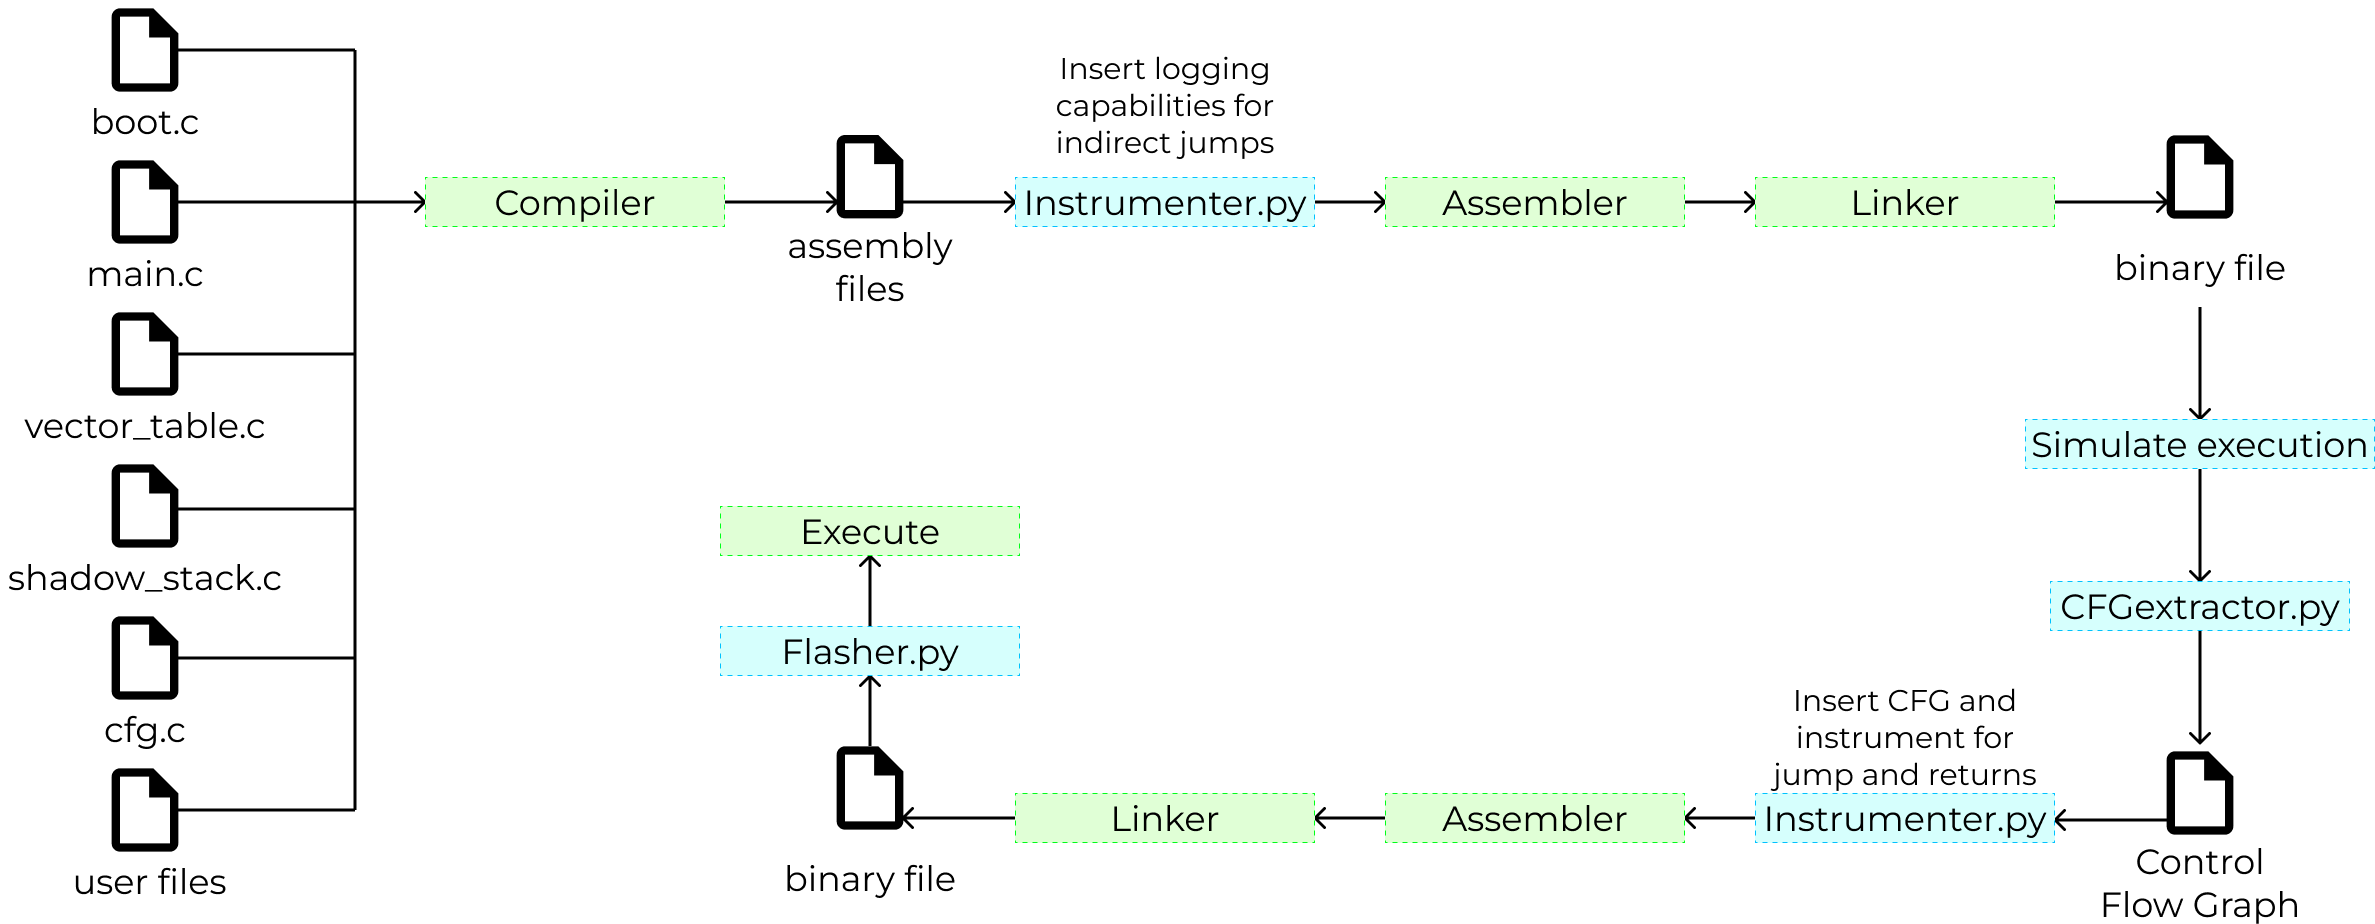 boot.c
main.c
vector_table.c
shadow_stack.c
cfg.c
user files
Compiler
assembly
files
Insert logging
capabilities for
indirect jumps
Instrumenter.py
Assembler
Linker
binary file
Simulate execution
CFGextractor.py
Control
Flow Graph
Insert CFG and
instrument for
jump and returns
Instrumenter.py
Assembler
Linker
binary file
Flasher.py
Execute